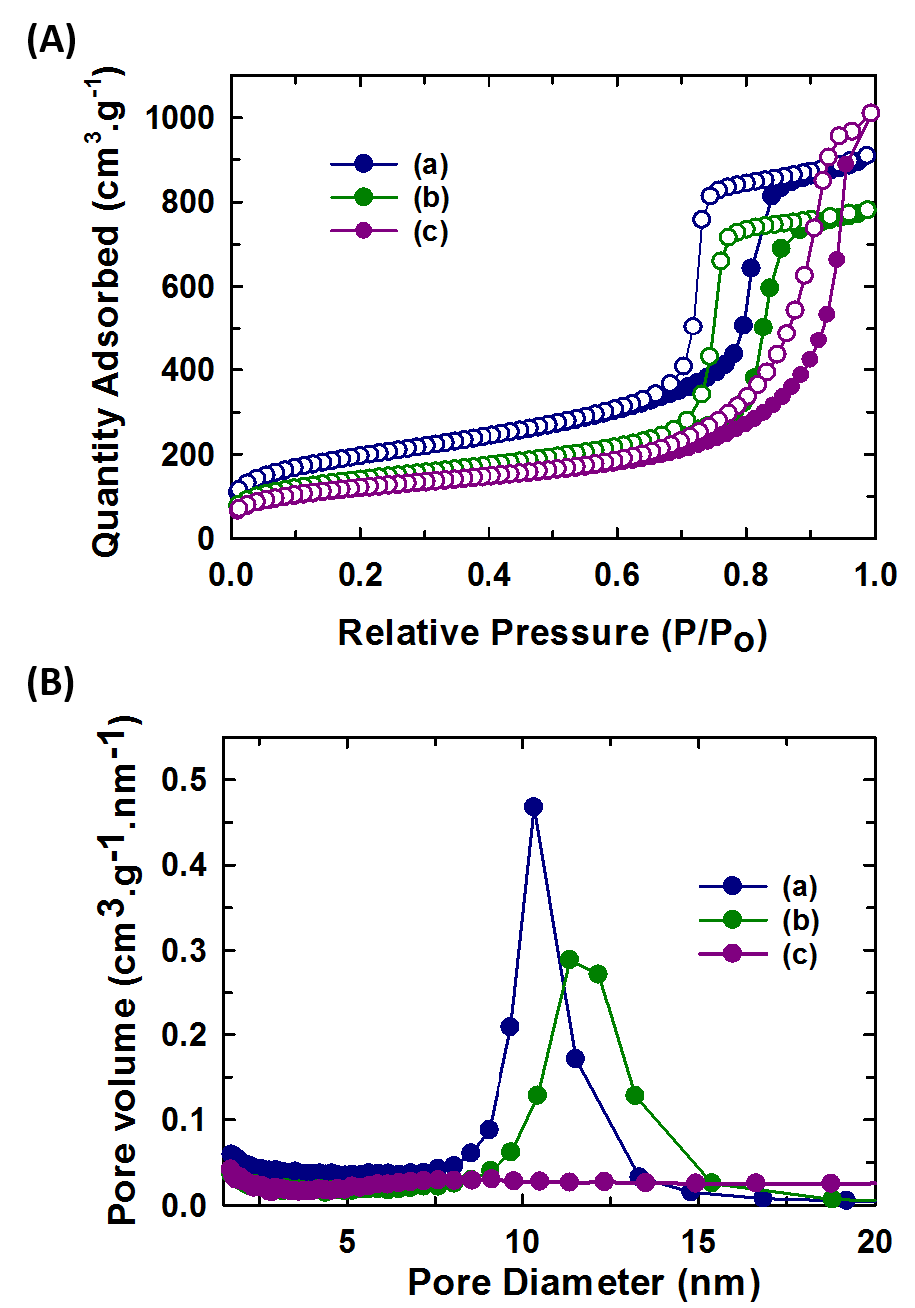 (A)
Quantity Adsorbed (cm³.g⁻¹)
1000
800
600
400
200
0
(a)
(b)
(c)
0.0 0.2 0.4 0.6 0.8 1.0
Relative Pressure (P/Po)
(B)
Pore volume (cm³.g⁻¹.nm⁻¹)
0.5
0.4
0.3
0.2
0.1
0.0
(a)
(b)
(c)
5 10 15 20
Pore Diameter (nm)